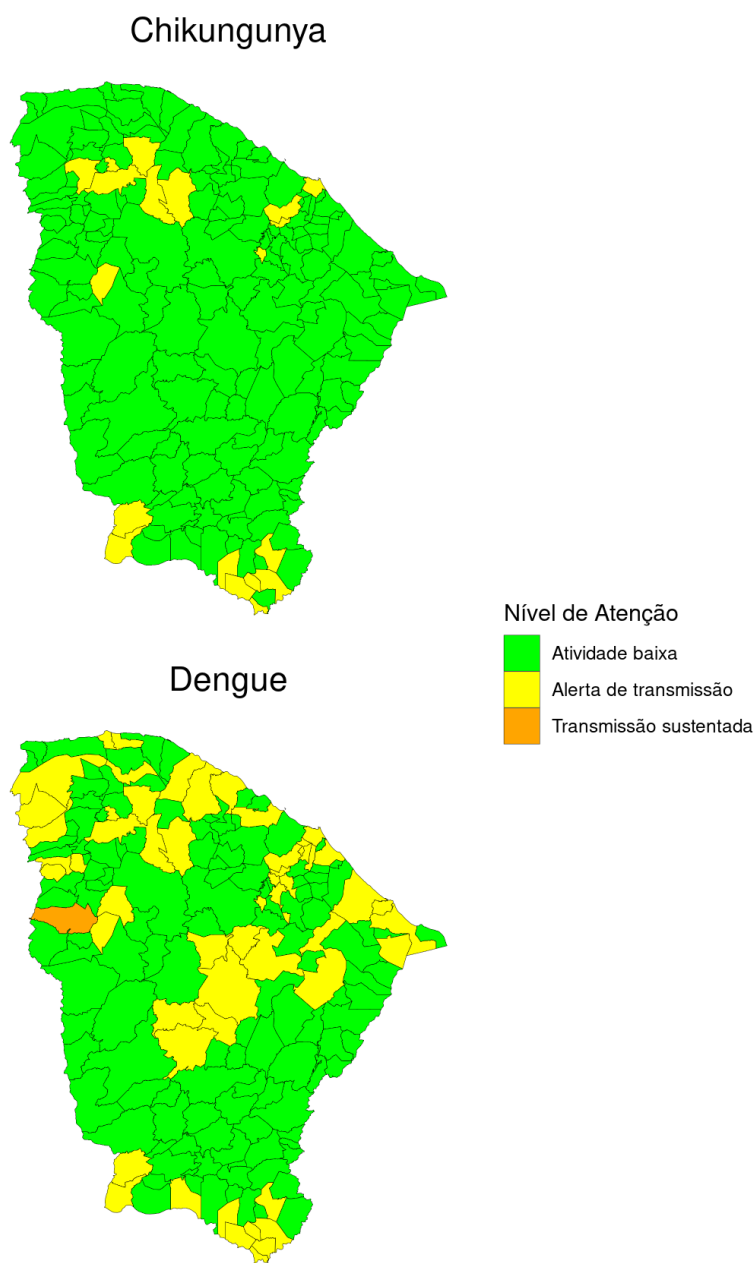 Chikungunya
Nível de Atenção
Atividade baixa
Alerta de transmissão
Transmissão sustentada
Dengue